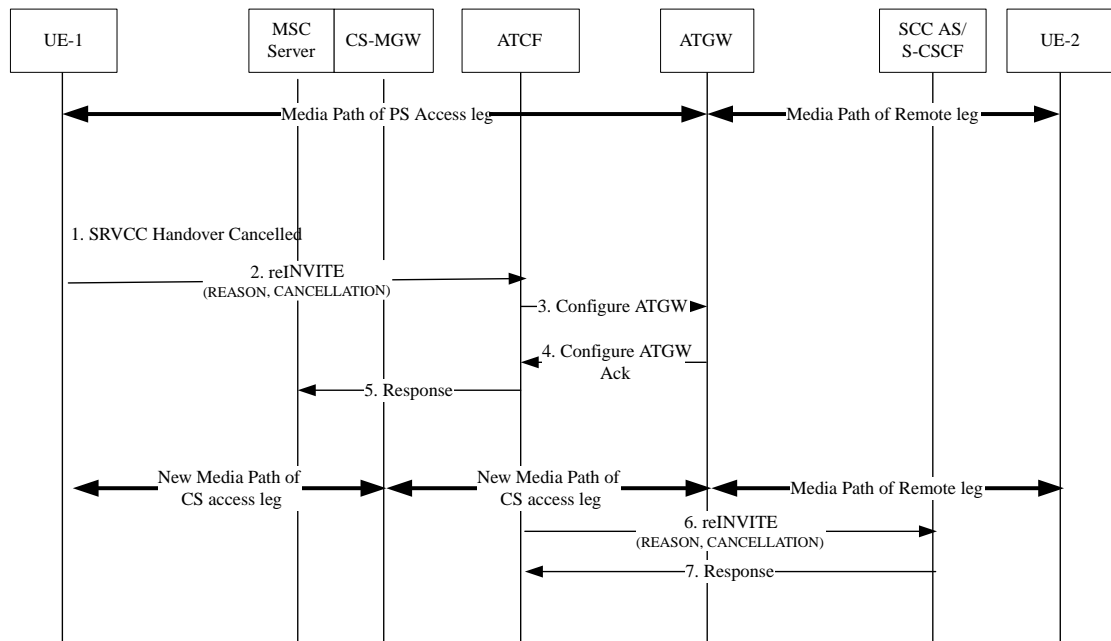 UE-1
MSC
Server
CS-MGW
ATCF
ATGW
SCC AS/
S-CSCF
UE-2
Media Path of PS Access leg
Media Path of Remote leg
1. SRVCC Handover Cancelled
2. reINVITE
(REASON, CANCELLATION)
3. Configure ATGW
4. Configure ATGW
Ack
5. Response
New Media Path of
CS access leg
New Media Path of
CS access leg
Media Path of Remote leg
6. reINVITE
(REASON, CANCELLATION)
7. Response